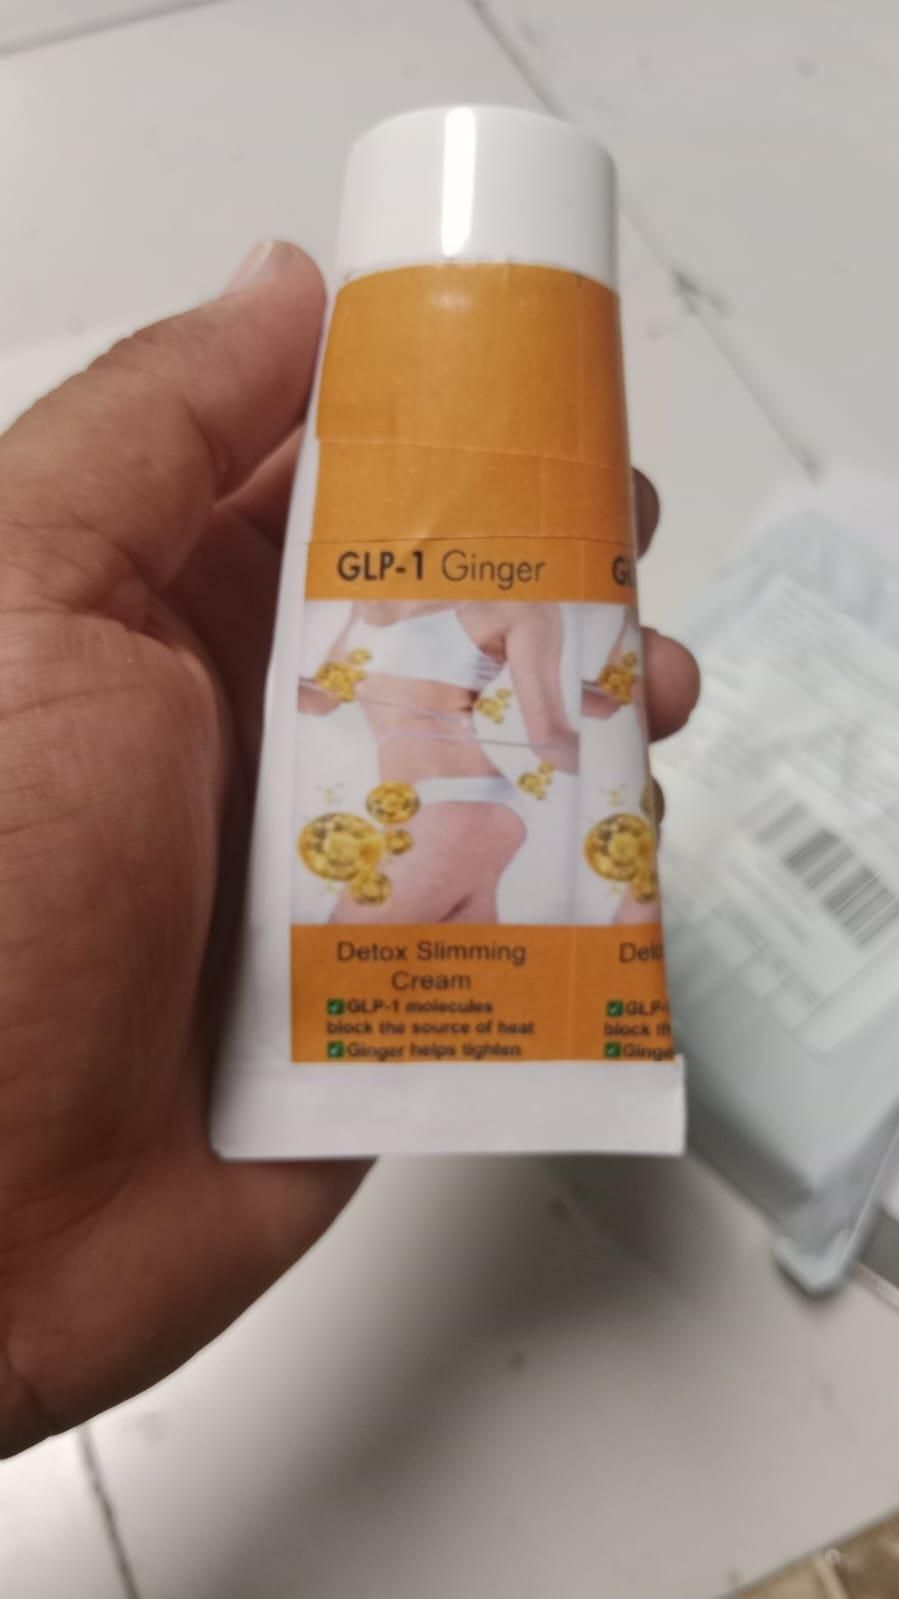 GLP-1 Ginger
Detox Slimming
Cream
GLP-1 molecules
block the source of heat
Ginger helps tighten